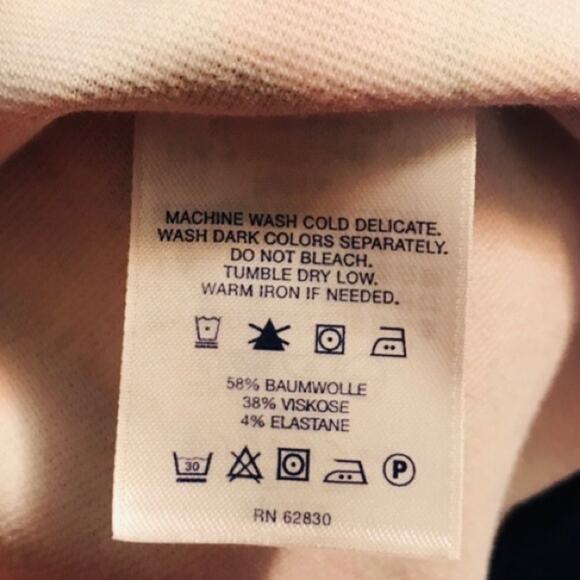 MACHINE WASH COLD DELICATE.
WASH DARK COLORS SEPARATELY.
DO NOT BLEACH.
TUMBLE DRY LOW.
WARM IRON IF NEEDED.
58% BAUMWOLLE
38% VISKOSE
4% ELASTANE
30 P
RN 62830